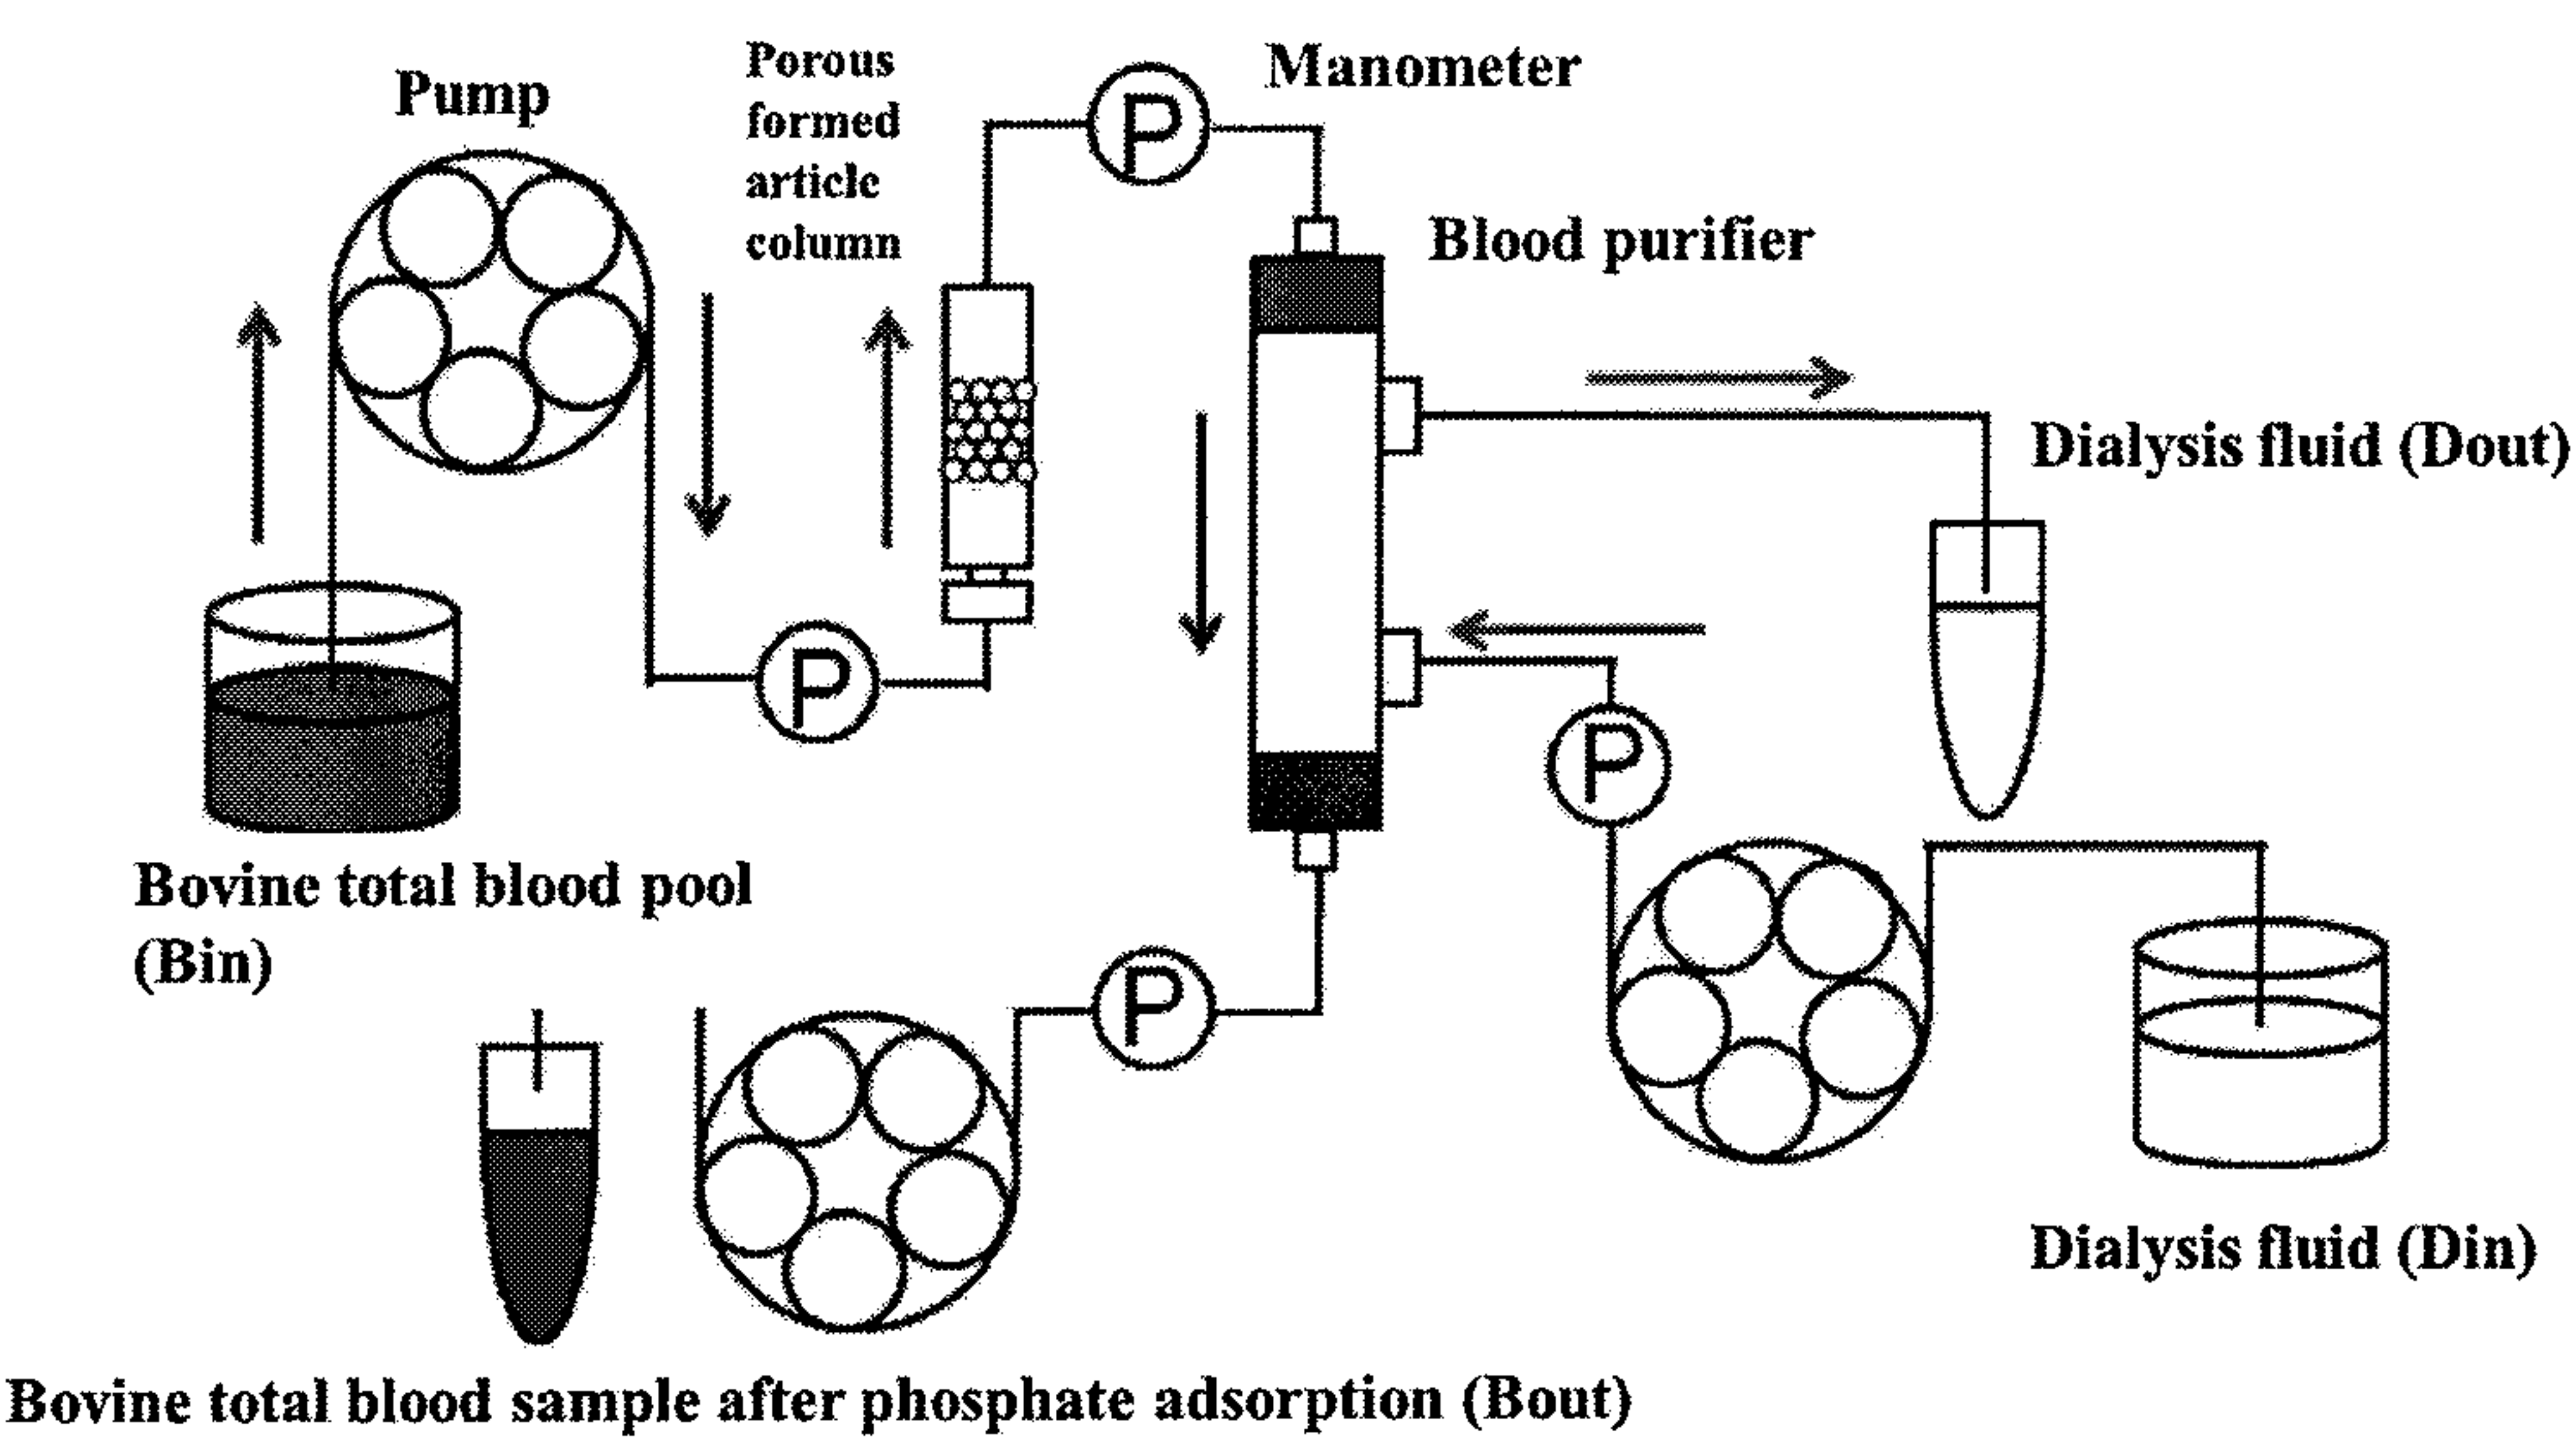 Pump
Porous
formed
article
column
P
Manometer
Blood purifier
Dialysis fluid (Dout)
P
P
Bovine total blood pool
(Bin)
P
Dialysis fluid (Din)
Bovine total blood sample after phosphate adsorption (Bout)